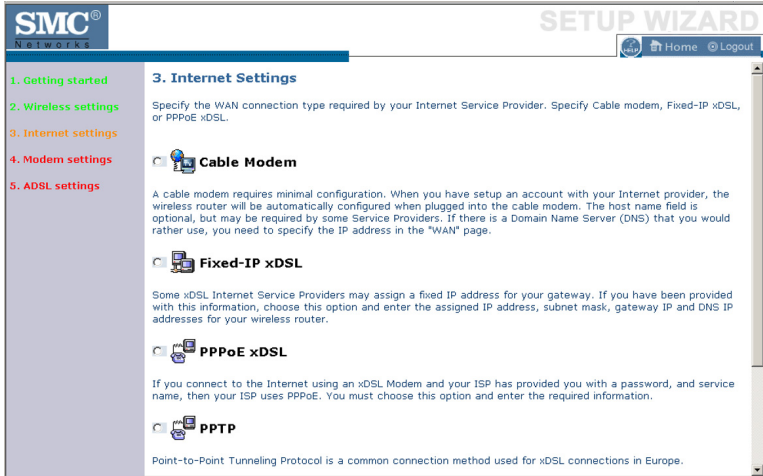 SMC®
Networks
SETUP WIZARD
HELP Home Logout
1. Getting started
2. Wireless settings
3. Internet settings
4. Modem settings
5. ADSL settings
3. Internet Settings
Specify the WAN connection type required by your Internet Service Provider. Specify Cable modem, Fixed-IP xDSL,
or PPPoE xDSL.
Cable Modem
A cable modem requires minimal configuration. When you have setup an account with your Internet provider, the
wireless router will be automatically configured when plugged into the cable modem. The host name field is
optional, but may be required by some Service Providers. If there is a Domain Name Server (DNS) that you would
rather use, you need to specify the IP address in the "WAN" page.
Fixed-IP xDSL
Some xDSL Internet Service Providers may assign a fixed IP address for your gateway. If you have been provided
with this information, choose this option and enter the assigned IP address, subnet mask, gateway IP and DNS IP
addresses for your wireless router.
PPPoE xDSL
If you connect to the Internet using an xDSL Modem and your ISP has provided you with a password, and service
name, then your ISP uses PPPoE. You must choose this option and enter the required information.
PPTP
Point-to-Point Tunneling Protocol is a common connection method used for xDSL connections in Europe.